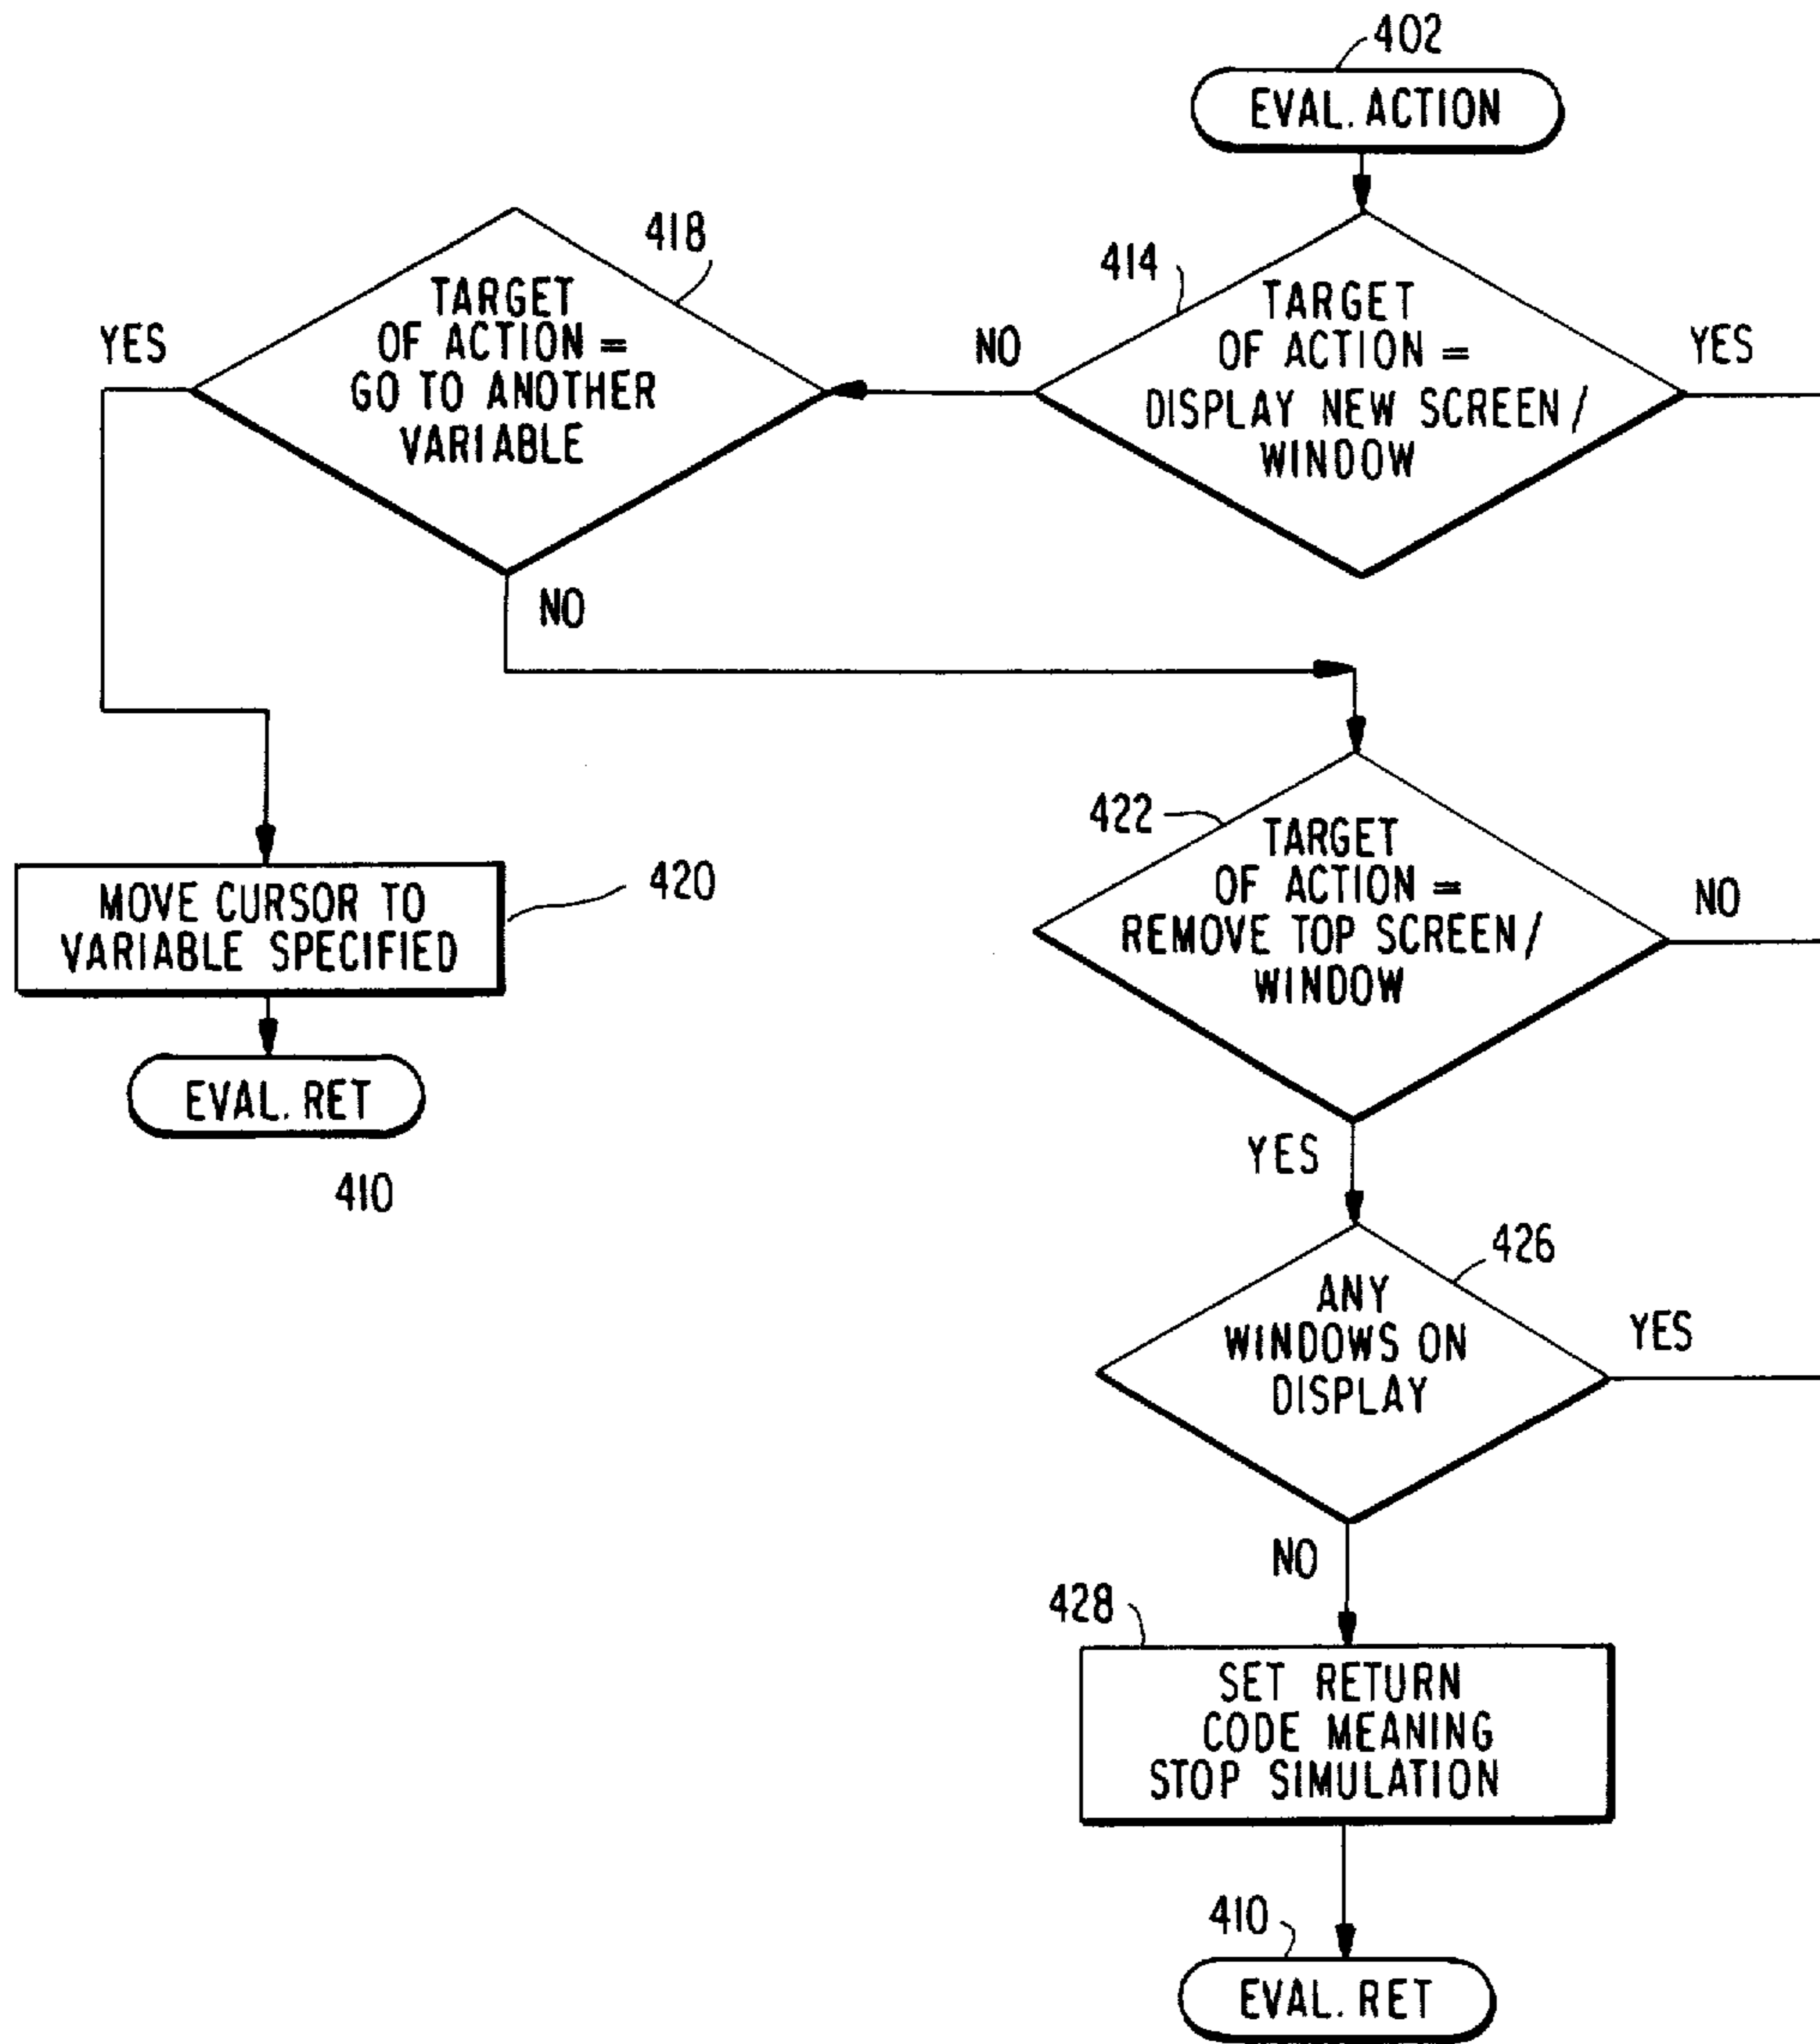 402
EVAL. ACTION
414
TARGET
OF ACTION =
DISPLAY NEW SCREEN/
WINDOW
YES
NO
418
TARGET
OF ACTION =
GO TO ANOTHER
VARIABLE
YES
NO
420
MOVE CURSOR TO
VARIABLE SPECIFIED
EVAL. RET
410
422
TARGET
OF ACTION =
REMOVE TOP SCREEN/
WINDOW
NO
YES
426
ANY
WINDOWS ON
DISPLAY
YES
NO
428
SET RETURN
CODE MEANING
STOP SIMULATION
410
EVAL. RET